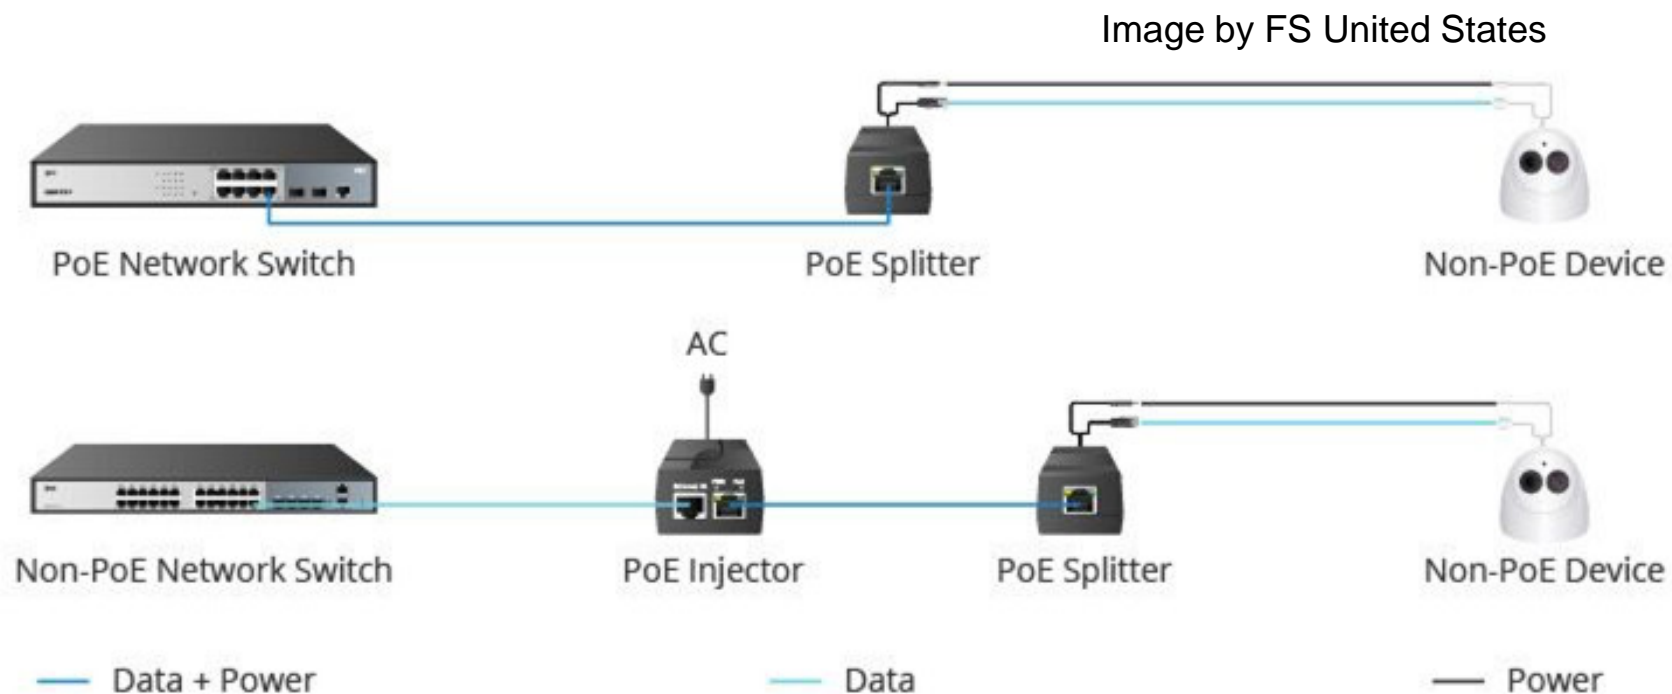 Image by FS United States
PoE Network Switch
PoE Splitter
Non-PoE Device
AC
Non-PoE Network Switch
PoE Injector
PoE Splitter
Non-PoE Device
Data + Power
Data
Power